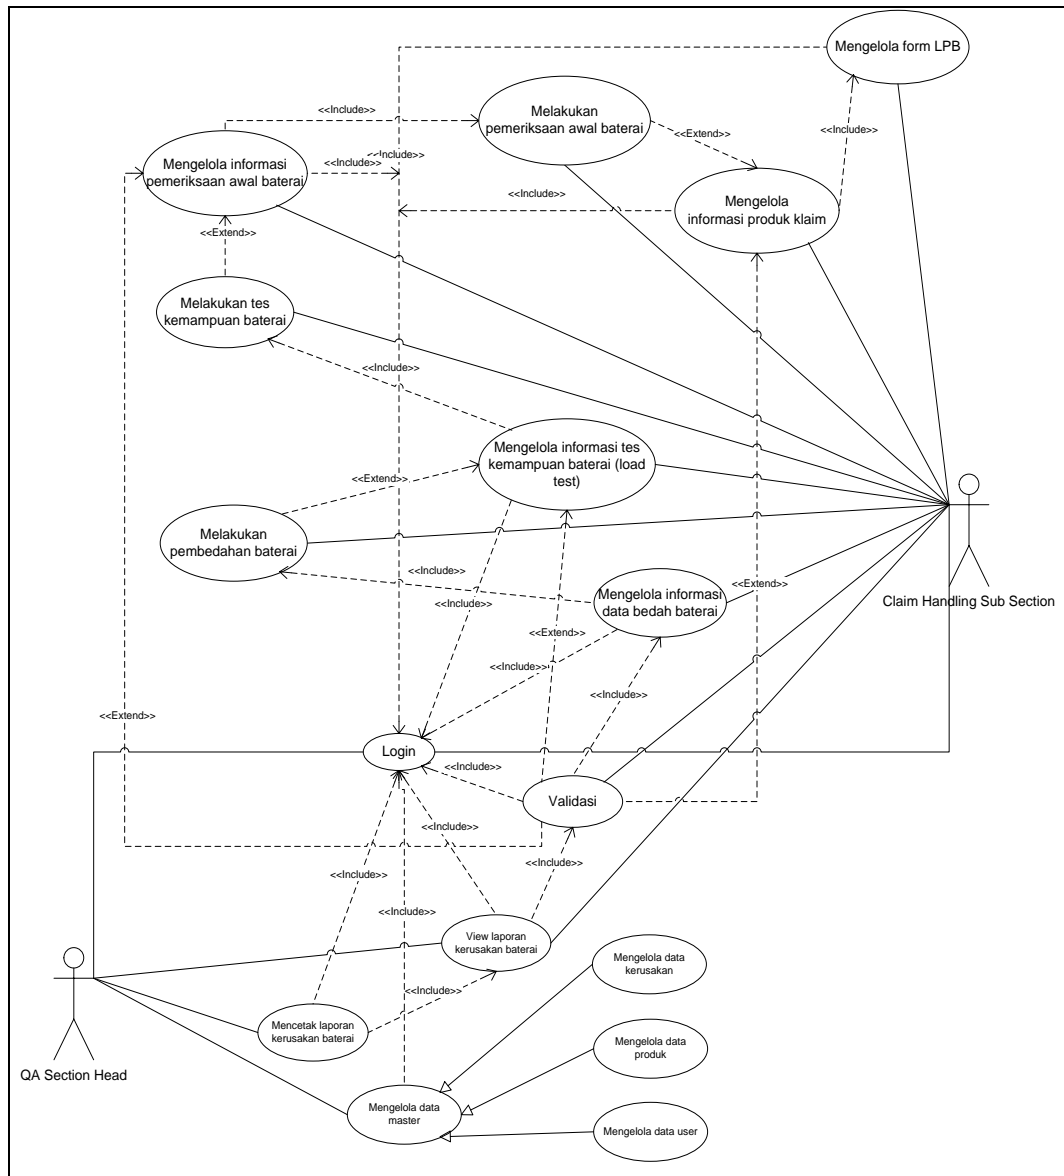 Mengelola form LPB
<<Include>>
Melakukan
pemeriksaan awal baterai
<<Extend>>
<<Include>>
<<Include>>
<<Include>>
Mengelola informasi
pemeriksaan awal baterai
Mengelola
informasi produk klaim
<<Include>>
<<Extend>>
Melakukan tes
kemampuan baterai
<<Include>>
Mengelola informasi tes
kemampuan baterai (load
test)
<<Extend>>
Melakukan
pembedahan baterai
<<Include>>
<<Extend>>
Mengelola informasi
data bedah baterai
Claim Handling Sub Section
<<Include>>
<<Extend>>
<<Include>>
<<Include>>
<<Extend>>
Login
<<Include>>
Validasi
<<Include>>
<<Include>>
<<Include>>
<<Include>>
View laporan
kerusakan baterai
Mengelola data
kerusakan
<<Include>>
Mencetak laporan
kerusakan baterai
QA Section Head
Mengelola data
produk
Mengelola data
master
Mengelola data user